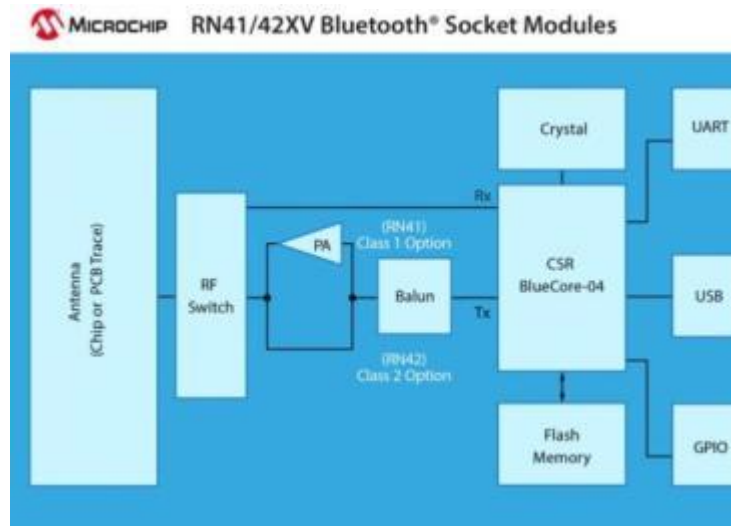 MICROCHIP RN41/42XV Bluetooth® Socket Modules
Crystal
UART
Rx
(RN41)
Class 1 Option
PA
Antenna
(Chip or PCB Trace)
RF
Switch
Balun
CSR
BlueCore-04
USB
Tx
(RN42)
Class 2 Option
Flash
Memory
GPIO